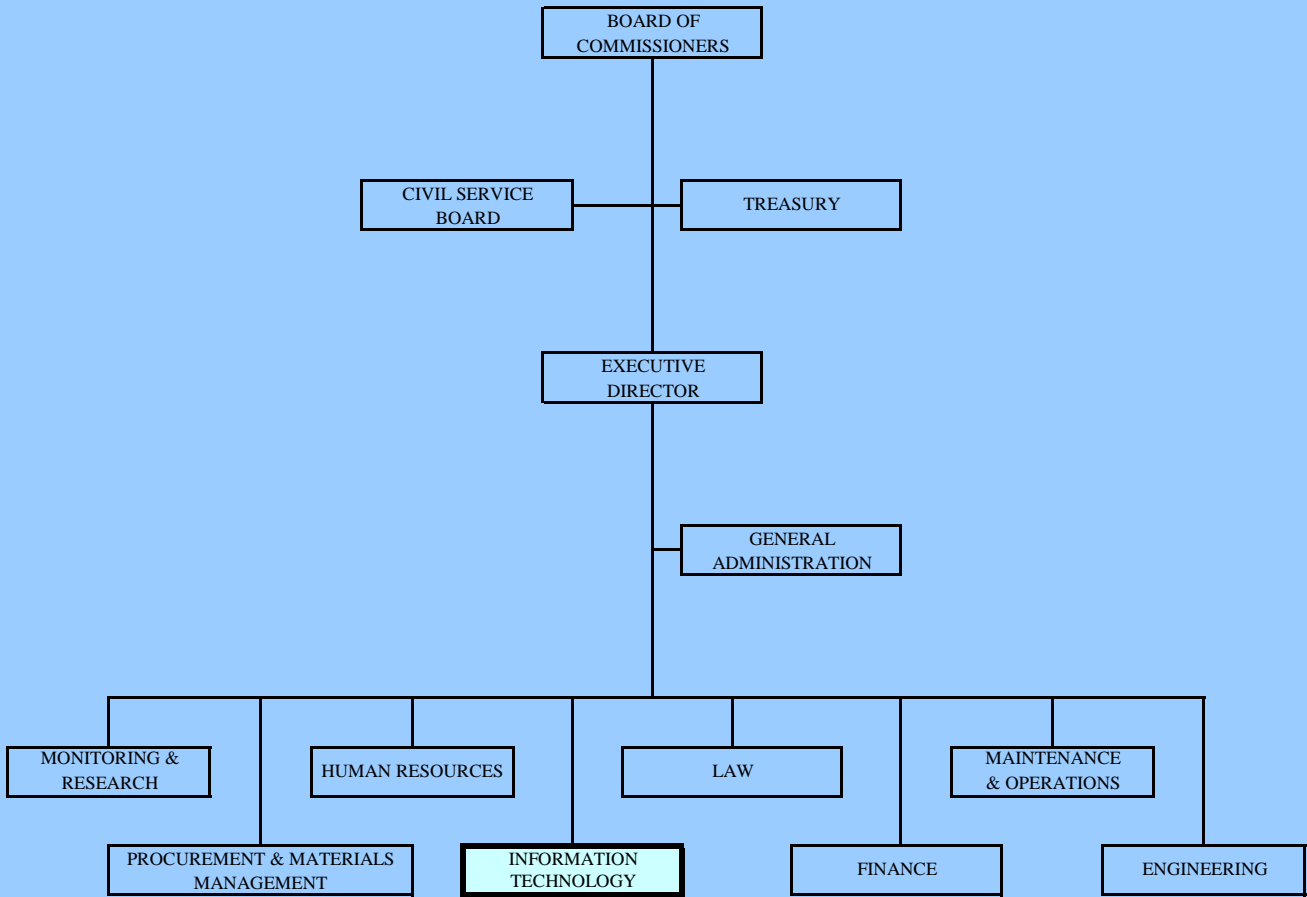 BOARD OF
COMMISSIONERS
CIVIL SERVICE
BOARD
TREASURY
EXECUTIVE
DIRECTOR
GENERAL
ADMINISTRATION
MONITORING &
RESEARCH
HUMAN RESOURCES
LAW
MAINTENANCE
& OPERATIONS
PROCUREMENT & MATERIALS
MANAGEMENT
INFORMATION
TECHNOLOGY
FINANCE
ENGINEERING